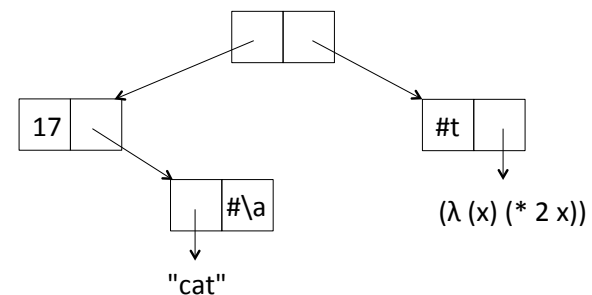 17
#t
#\a
(λ (x) (* 2 x))
"cat"